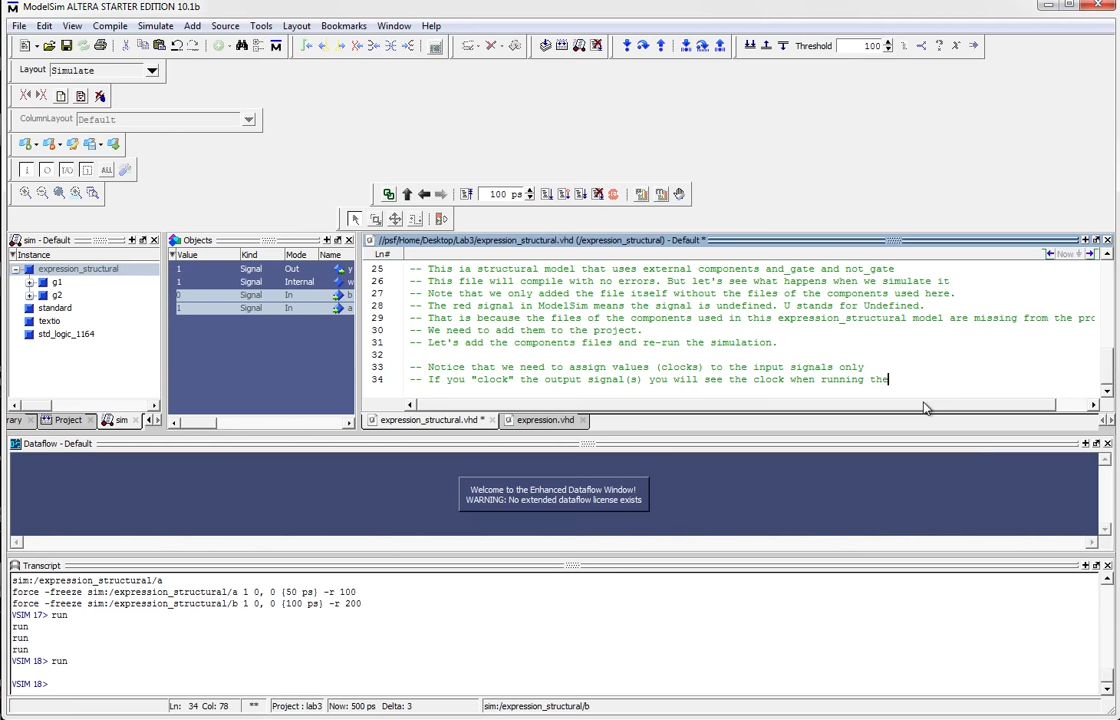 ModelSim ALTERA STARTER EDITION 10.1b
File Edit View Compile Simulate Add Source Tools Layout Bookmarks Window Help
Threshold 100
Layout Simulate
ColumnLayout Default
100 ps
sim - Default
Instance
expression_structural
g1
g2
standard
textio
std_logic_1164
rary Project sim
Objects
Value Kind Mode Name
1 Signal Out y
1 Signal Internal w
0 Signal In b
1 Signal In a
//psf/Home/Desktop/Lab3/expression_structural.vhd (/expression_structural) - Default *
Ln# Now
25 -- This ia structural model that uses external components and_gate and not_gate
26 -- This file will compile with no errors. But let's see what happens when we simulate it
27 -- Note that we only added the file itself without the files of the components used here.
28 -- The red signal in ModelSim means the signal is undefined. U stands for Undefined.
29 -- That is because the files of the components used in this expression_structural model are missing from the pro
30 -- We need to add them to the project.
31 -- Let's add the components files and re-run the simulation.
32
33 -- Notice that we need to assign values (clocks) to the input signals only
34 -- If you "clock" the output signal(s) you will see the clock when running the
expression_structural.vhd * expression.vhd
Dataflow - Default
Welcome to the Enhanced Dataflow Window!
WARNING: No extended dataflow license exists
Transcript
sim:/expression_structural/a
force -freeze sim:/expression_structural/a 1 0, 0 {50 ps} -r 100
force -freeze sim:/expression_structural/b 1 0, 0 {100 ps} -r 200
VSIM 17> run
run
run
run
VSIM 18> run
VSIM 18>
Ln: 34 Col: 78 ** Project : lab3 Now: 500 ps Delta: 3 sim:/expression_structural/b